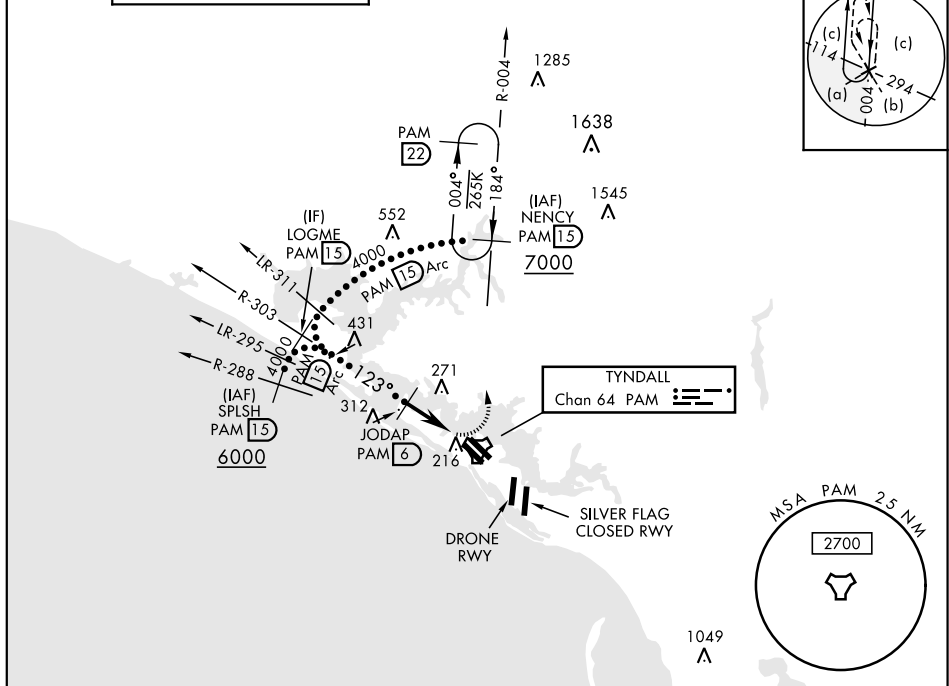 (c)
(c)
114
294
(a)
(b)
004
R-004
1285
PAM
22
1638
004°
265K
184°
1545
(IAF)
NENCY
PAM 15
7000
(IF)
LOGME
PAM 15
552
4000
PAM 15 Arc
LR-311
R-303
LR-295
R-288
431
4000
PAM
15
Arc
123°
(IAF)
SPLSH
PAM 15
6000
271
312
JODAP
PAM 6
216
TYNDALL
Chan 64 PAM
DRONE
RWY
SILVER FLAG
CLOSED RWY
MSA PAM 25 NM
2700
1049